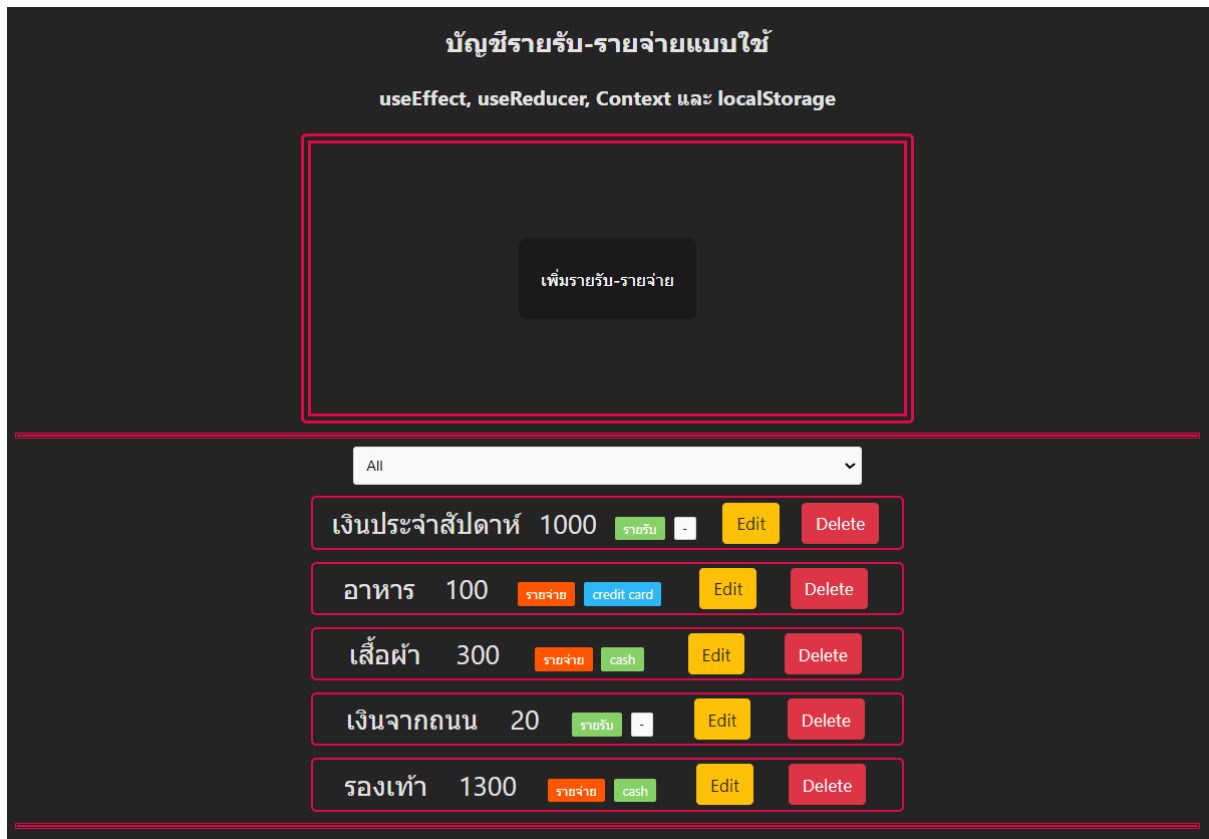 บัญชีรายรับ-รายจ่ายแบบใช้
useEffect, useReducer, Context และ localStorage
เพิ่มรายรับ-รายจ่าย
All
เงินประจำสัปดาห์ 1000 รายรับ - Edit Delete
อาหาร 100 รายจ่าย credit card Edit Delete
เสื้อผ้า 300 รายจ่าย cash Edit Delete
เงินจากถนน 20 รายรับ - Edit Delete
รองเท้า 1300 รายจ่าย cash Edit Delete